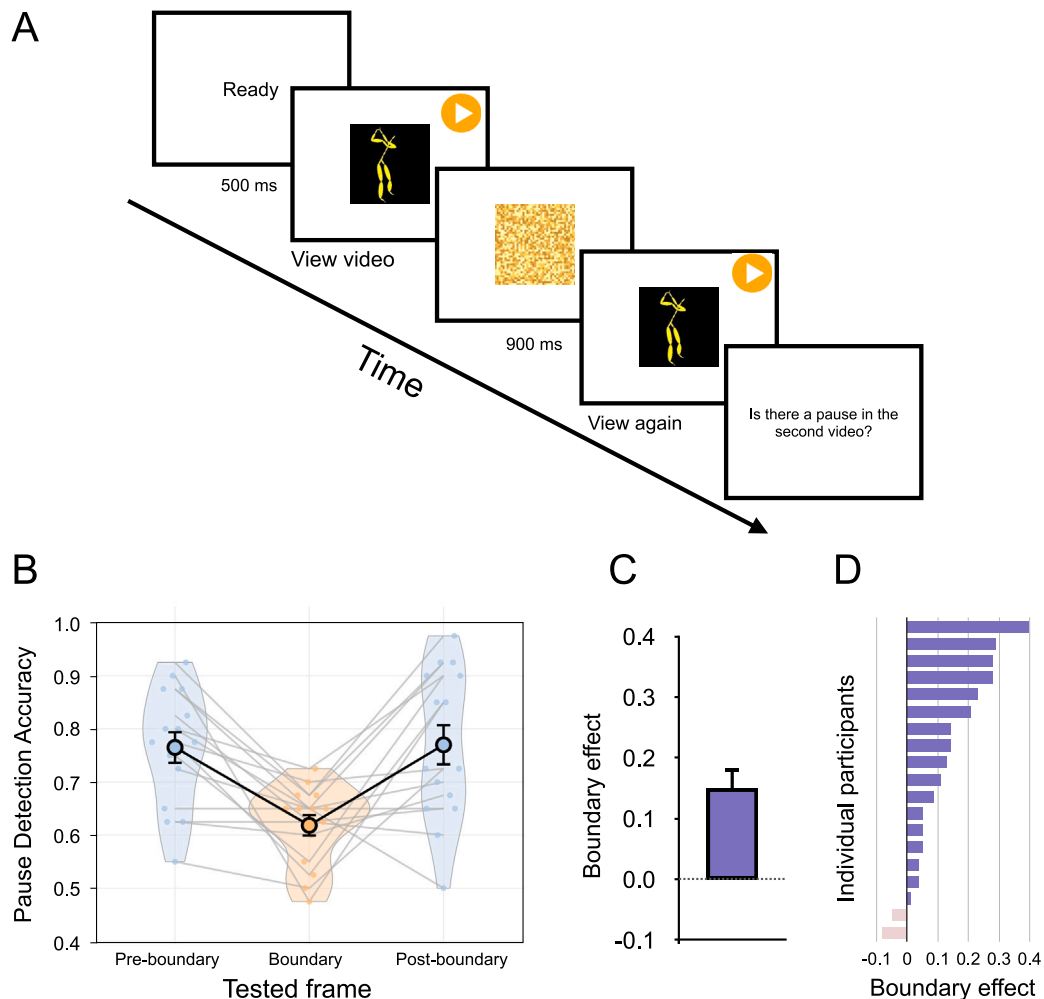 A
Ready
500 ms
View video
900 ms
View again
Time
Is there a pause in the
second video?
B
Pause Detection Accuracy
1.0
0.9
0.8
0.7
0.6
0.5
0.4
Pre-boundary
Boundary
Post-boundary
Tested frame
C
Boundary effect
0.4
0.3
0.2
0.1
0.0
-0.1
D
Individual participants
-0.1 0 0.1 0.2 0.3 0.4
Boundary effect